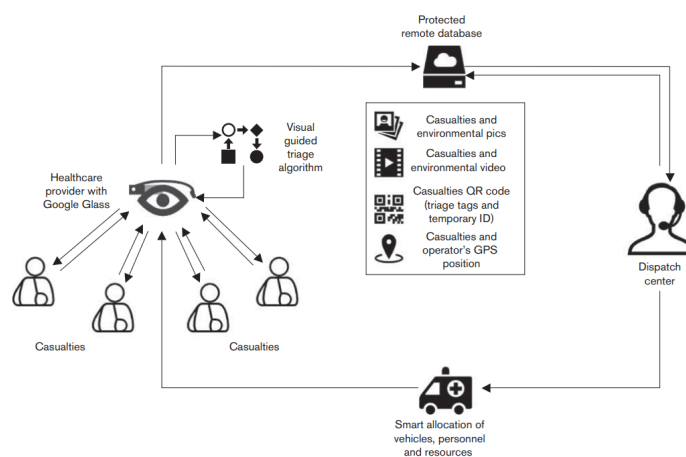 Protected
remote database
Visual
guided
triage
algorithm
Healthcare
provider with
Google Glass
Casualties and
environmental pics
Casualties and
environmental video
Casualties QR code
(triage tags and
temporary ID)
Casualties and
operator's GPS
position
Dispatch
center
Casualties
Casualties
Smart allocation of
vehicles, personnel
and resources